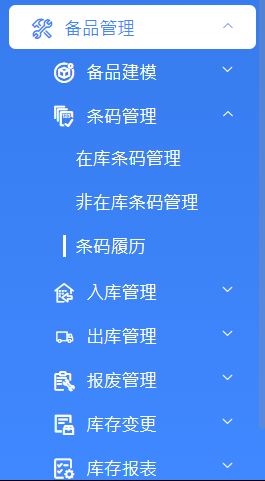 备品管理
备品建模
条码管理
在库条码管理
非在库条码管理
条码履历
入库管理
出库管理
报废管理
库存变更
库存报表